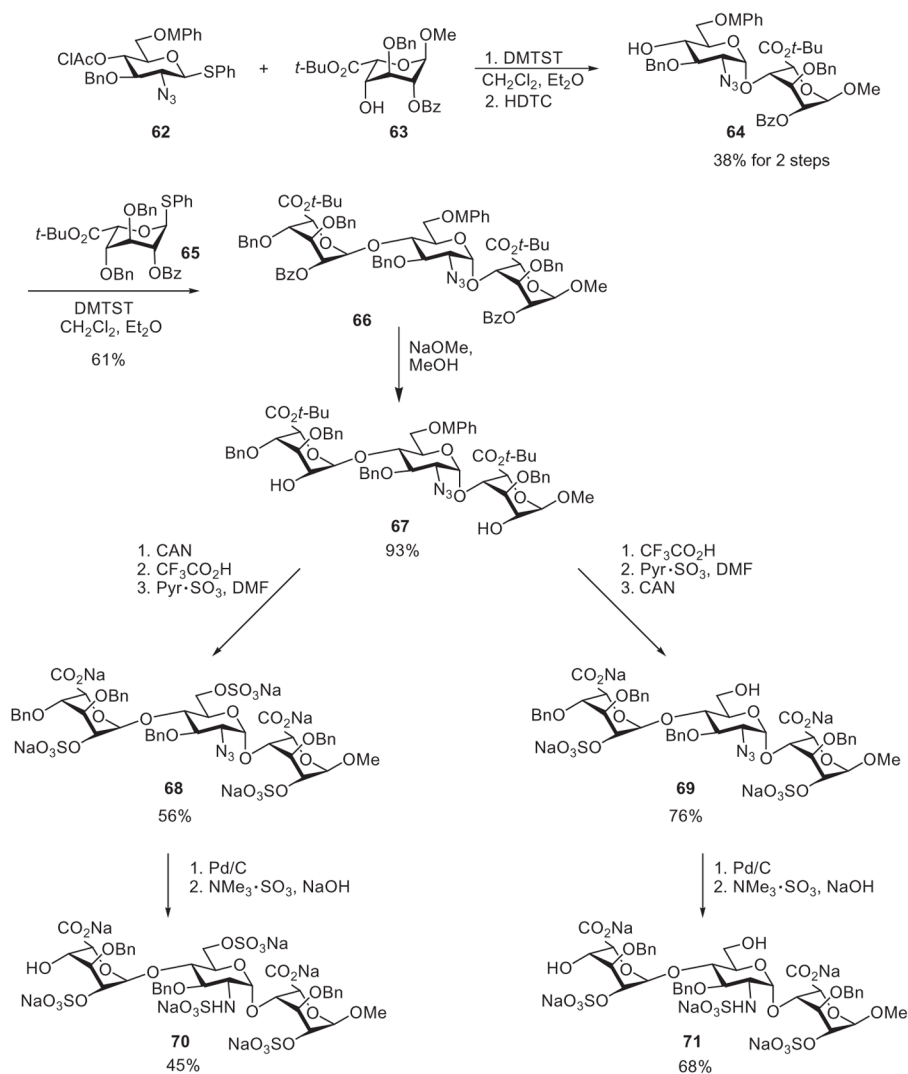 OMPh
ClAcO
O
BnO
SPh
N3
62
+
OBn
OMe
t-BuO2C
O
OH
OBz
63
1. DMTST
CH2Cl2, Et2O
2. HDTC
OMPh
HO
O
CO2t-Bu
BnO
OBn
N3
O
O
OMe
BzO
64
38% for 2 steps
SPh
OBn
t-BuO2C
O
65
OBn
OBz
DMTST
CH2Cl2, Et2O
61%
CO2t-Bu
OMPh
OBn
BnO
O
O
O
CO2t-Bu
BzO
BnO
OBn
N3
O
O
OMe
BzO
66
NaOMe,
MeOH
CO2t-Bu
OMPh
OBn
BnO
O
O
O
CO2t-Bu
HO
BnO
OBn
N3
O
O
OMe
HO
67
93%
1. CAN
2. CF3CO2H
3. Pyr•SO3, DMF
1. CF3CO2H
2. Pyr•SO3, DMF
3. CAN
CO2Na
OSO3Na
OBn
BnO
O
O
O
CO2Na
NaO3SO
BnO
OBn
N3
O
O
OMe
NaO3SO
68
56%
CO2Na
OH
OBn
BnO
O
O
O
CO2Na
NaO3SO
BnO
OBn
N3
O
O
OMe
NaO3SO
69
76%
1. Pd/C
2. NMe3•SO3, NaOH
1. Pd/C
2. NMe3•SO3, NaOH
CO2Na
OSO3Na
OBn
HO
O
O
O
CO2Na
NaO3SO
BnO
OBn
NaO3SHN
O
O
OMe
NaO3SO
70
45%
CO2Na
OH
OBn
HO
O
O
O
CO2Na
NaO3SO
BnO
OBn
NaO3SHN
O
O
OMe
NaO3SO
71
68%